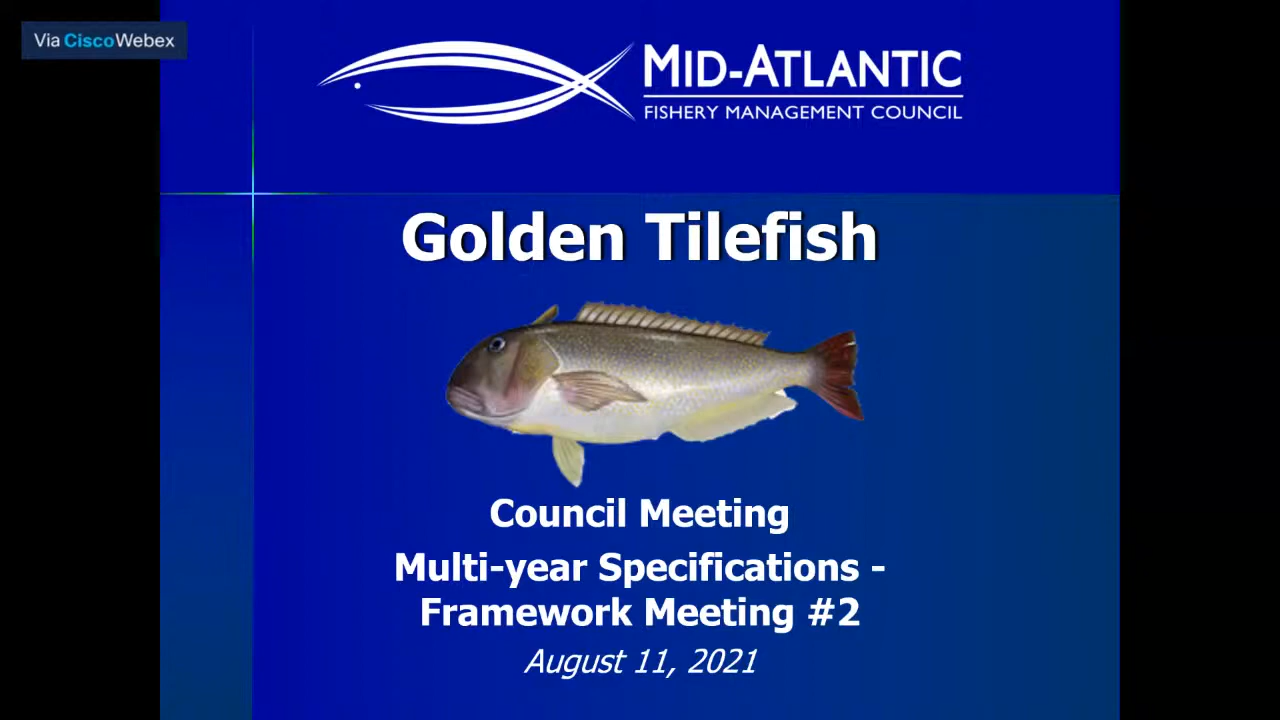 Via CiscoWebex
MID-ATLANTIC
FISHERY MANAGEMENT COUNCIL
Golden Tilefish
Council Meeting
Multi-year Specifications -
Framework Meeting #2
August 11, 2021